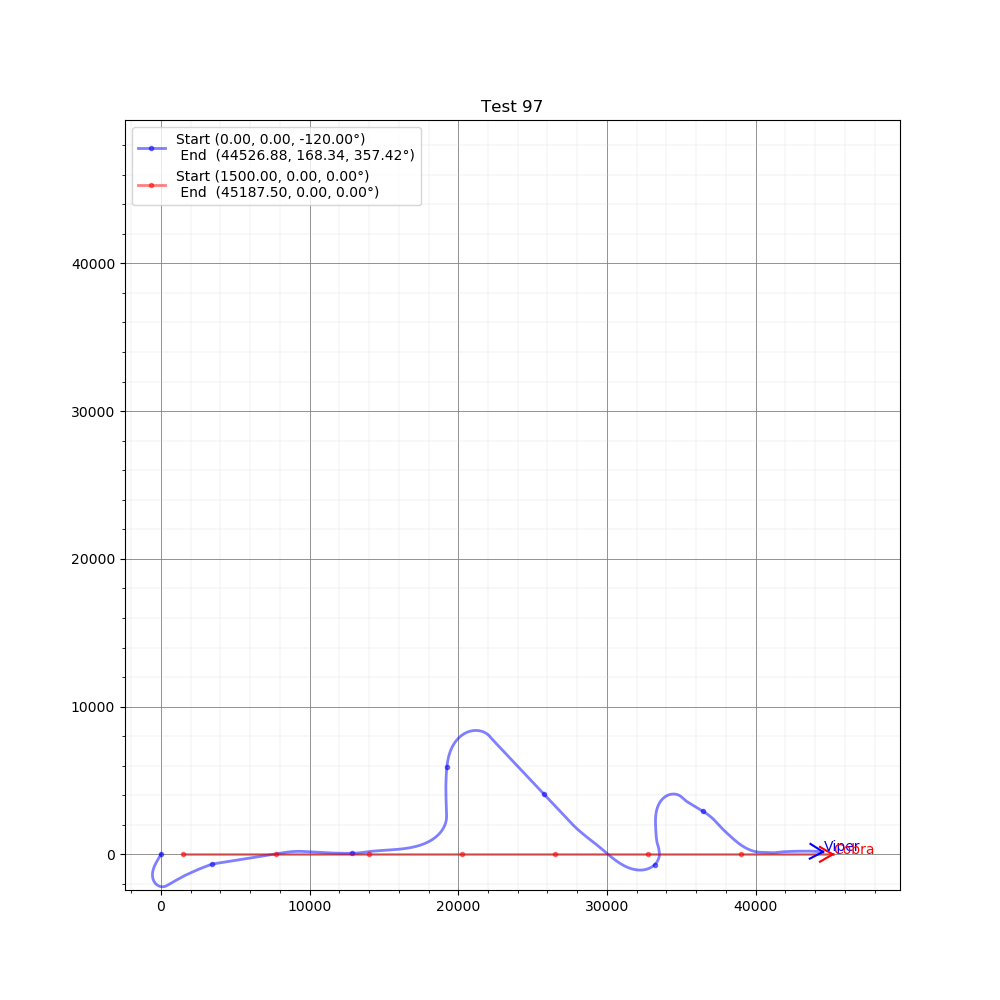 Test 97
Start (0.00, 0.00, -120.00°)
End (44526.88, 168.34, 357.42°)
Start (1500.00, 0.00, 0.00°)
End (45187.50, 0.00, 0.00°)
40000
30000
20000
10000
0
Viper
Cobra
0
10000
20000
30000
40000